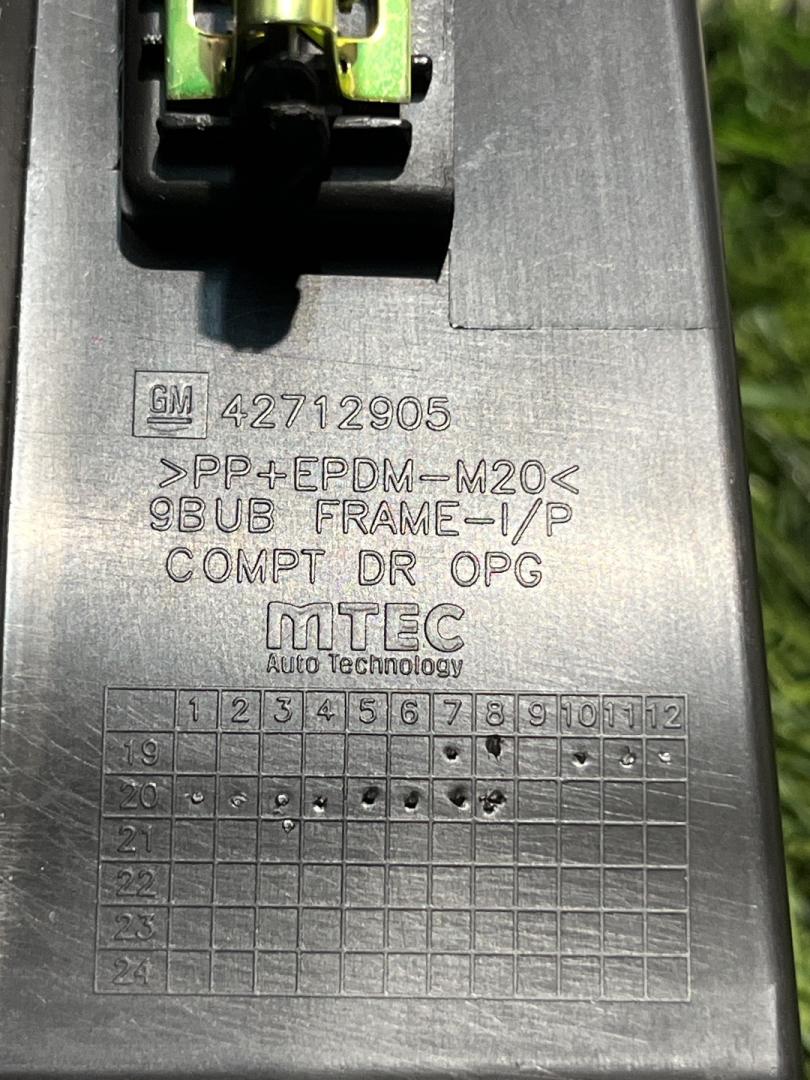 GM 42712905
>PP+EPDM-M20<
9BUB FRAME-I/P
COMPT DR OPG
MTEC
Auto Technology
1 2 3 4 5 6 7 8 9 10 11 12
19
20
21
22
23
24